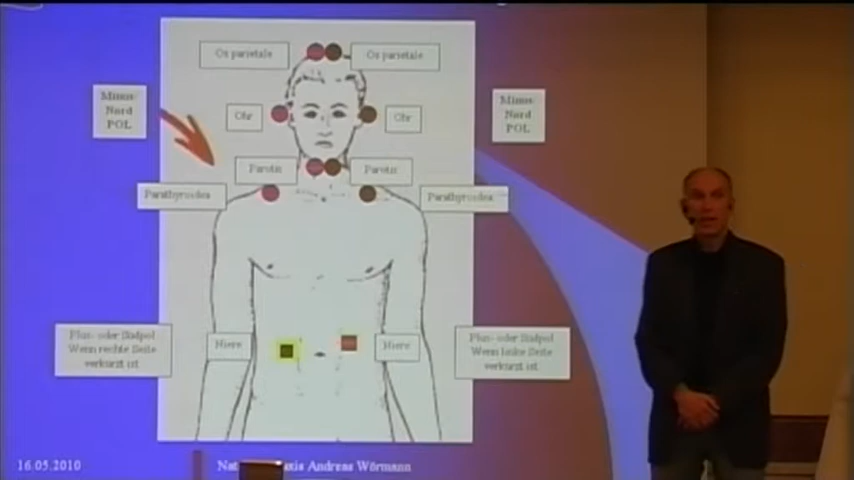 Os parietale
Os parietale
Minus/
Nord
POL
Minus/
Nord
POL
Ohr
Ohr
Parotis
Parotis
Parathyroidea
Parathyroidea
Plus- oder Südpol
Wenn rechte Seite
verkürzt ist
Niere
Niere
Plus- oder Südpol
Wenn linke Seite
verkürzt ist
16.05.2010
Andreas Wörmann